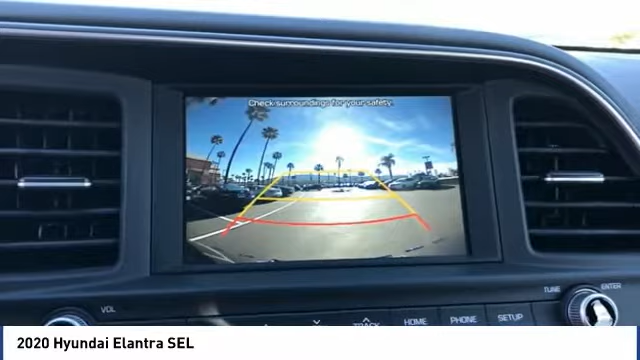 Check surroundings for your safety.
VOL
TRACK
HOME
PHONE
SETUP
TUNE
ENTER
2020 Hyundai Elantra SEL